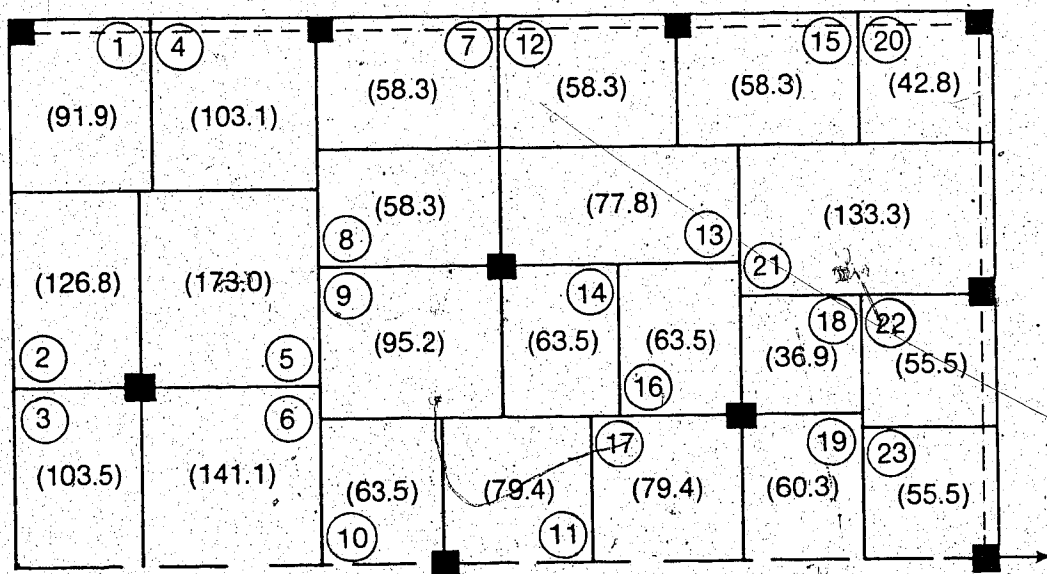 1 4 7 12 15 20
(91.9) (103.1) (58.3) (58.3) (58.3) (42.8)
(58.3) (77.8) (133.3)
8 13
(126.8) (173.0) 9 14 21
2 5 (95.2) (63.5) (63.5) 18 22
(36.9) (55.5)
16
3 6 17 19 23
(103.5) (141.1) (63.5) (79.4) (79.4) (60.3) (55.5)
10 11